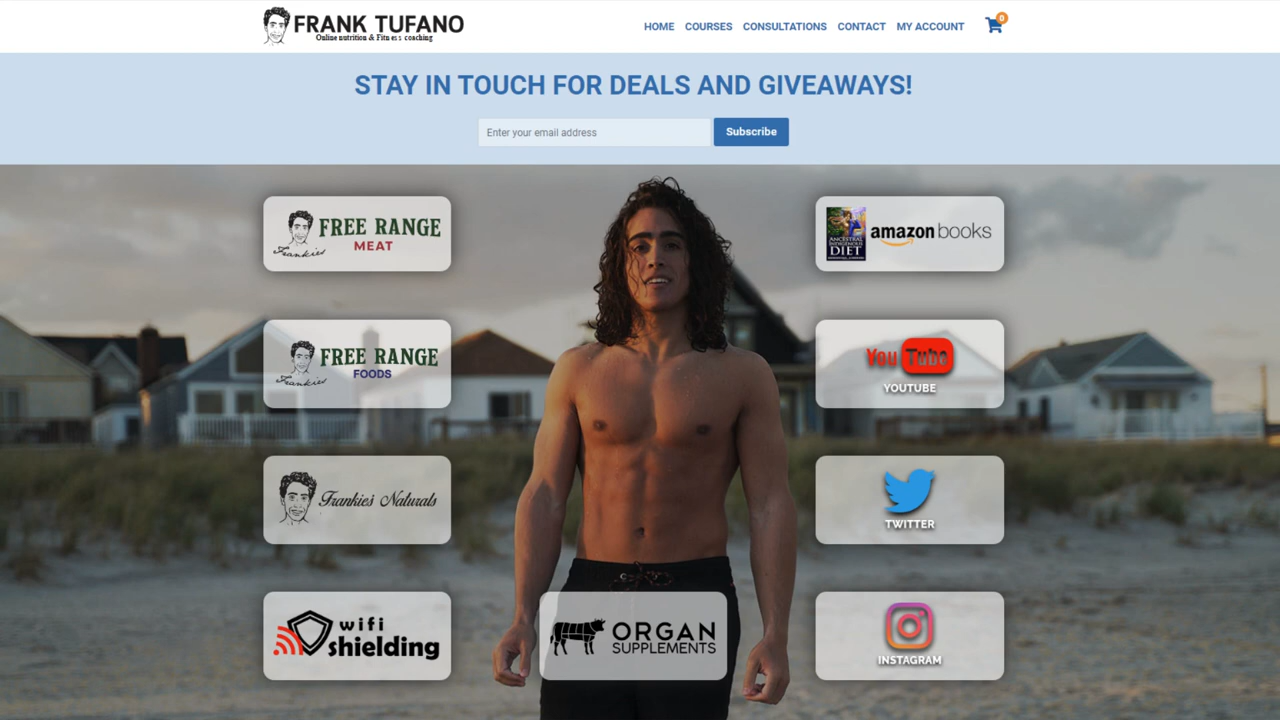 FRANK TUFANO
Online nutrition & Fitness coaching
HOME COURSES CONSULTATIONS CONTACT MY ACCOUNT
0
STAY IN TOUCH FOR DEALS AND GIVEAWAYS!
Enter your email address
Subscribe
Frankies
FREE RANGE
MEAT
ANCESTRAL
INDIGENOUS
DIET
amazon books
Frankies
FREE RANGE
FOODS
You Tube
YOUTUBE
Frankie's Naturals
TWITTER
wifi
shielding
ORGAN
SUPPLEMENTS
INSTAGRAM